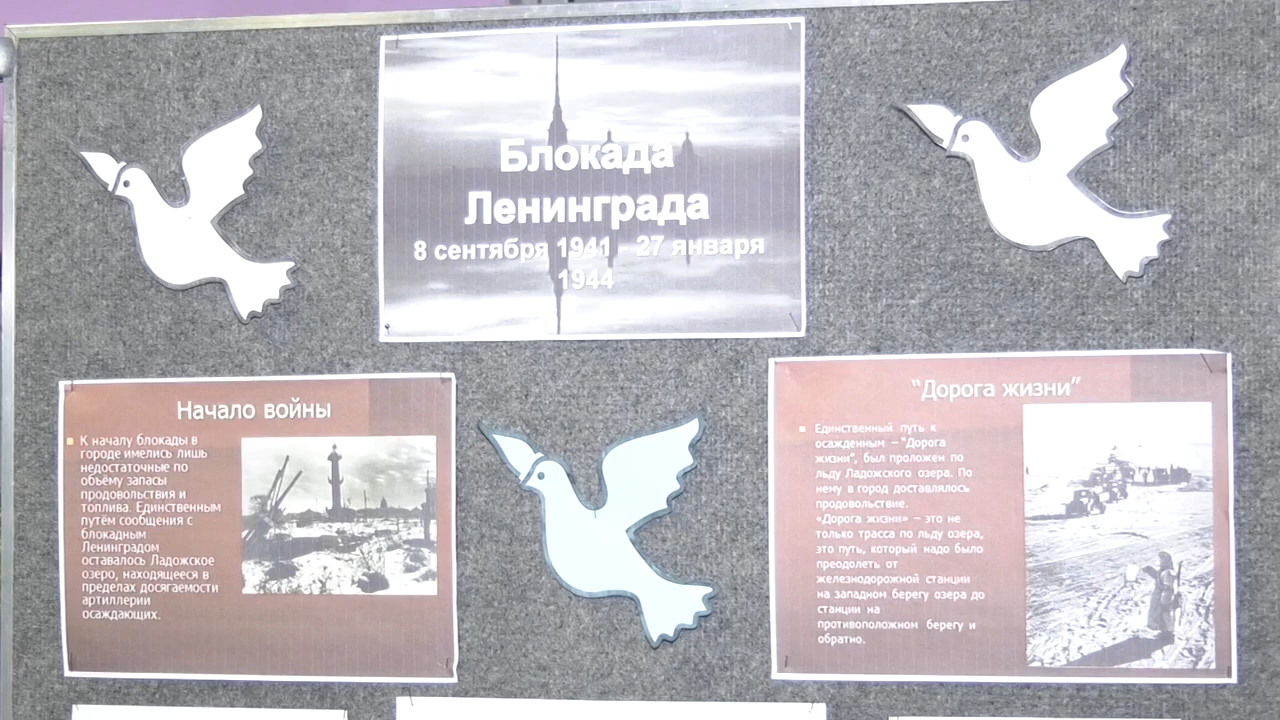 Блокада
Ленинграда
8 сентября 1941 - 27 января
1944
Начало войны
К началу блокады в
городе имелись лишь
недостаточные по
объёму запасы
продовольствия и
топлива. Единственным
путём сообщения с
блокадным
Ленинградом
оставалось Ладожское
озеро, находящееся в
пределах досягаемости
артиллерии
осаждающих.
"Дорога жизни"
Единственный путь к
осажденным – "Дорога
жизни", был проложен по
льду Ладожского озера. По
нему в город доставлялось
продовольствие.
«Дорога жизни» – это не
только трасса по льду озера,
это путь, который надо было
преодолеть от
железнодорожной станции
на западном берегу озера до
станции на
противоположном берегу и
обратно.